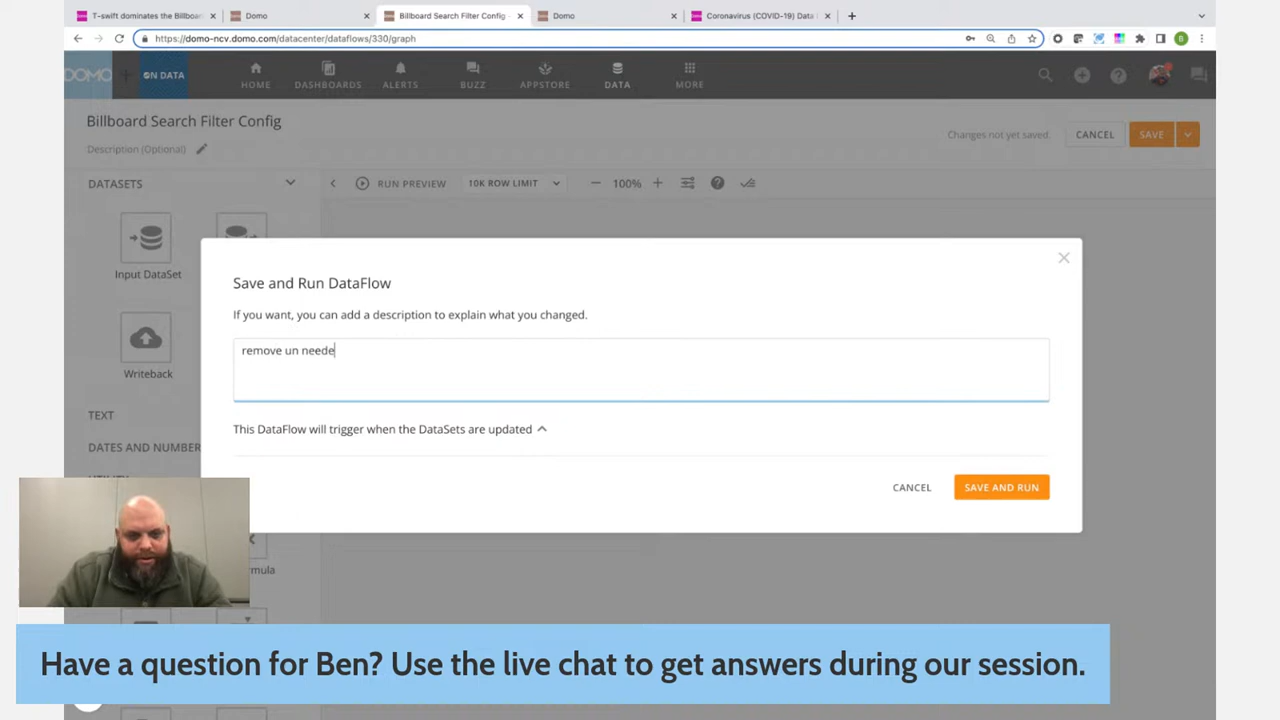 T-swift dominates the Billboar
Domo
Billboard Search Filter Config -
Domo
Coronavirus (COVID-19) Data
https://domo-ncv.domo.com/datacenter/dataflows/330/graph
B
DOMO
ON DATA
HOME
DASHBOARDS
ALERTS
BUZZ
APPSTORE
DATA
MORE
Billboard Search Filter Config
Description (Optional)
Changes not yet saved.
CANCEL
SAVE
DATASETS
RUN PREVIEW
10K ROW LIMIT
100%
Input DataSet
Writeback
TEXT
DATES AND NUMBER
Save and Run DataFlow
If you want, you can add a description to explain what you changed.
remove un neede
This DataFlow will trigger when the DataSets are updated
CANCEL
SAVE AND RUN
rmula
Have a question for Ben? Use the live chat to get answers during our session.